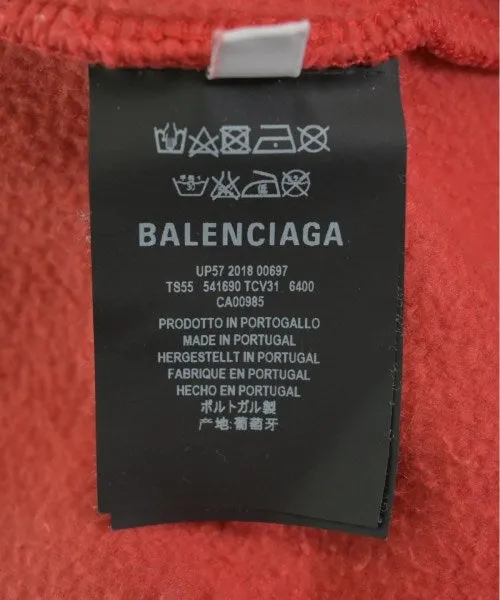 BALENCIAGA
UP57 2018 00697
TS55 541690 TCV31 6400
CA00985
PRODOTTO IN PORTOGALLO
MADE IN PORTUGAL
HERGESTELLT IN PORTUGAL
FABRIQUE EN PORTUGAL
HECHO EN PORTUGAL
ポルトガル製
产地:葡萄牙